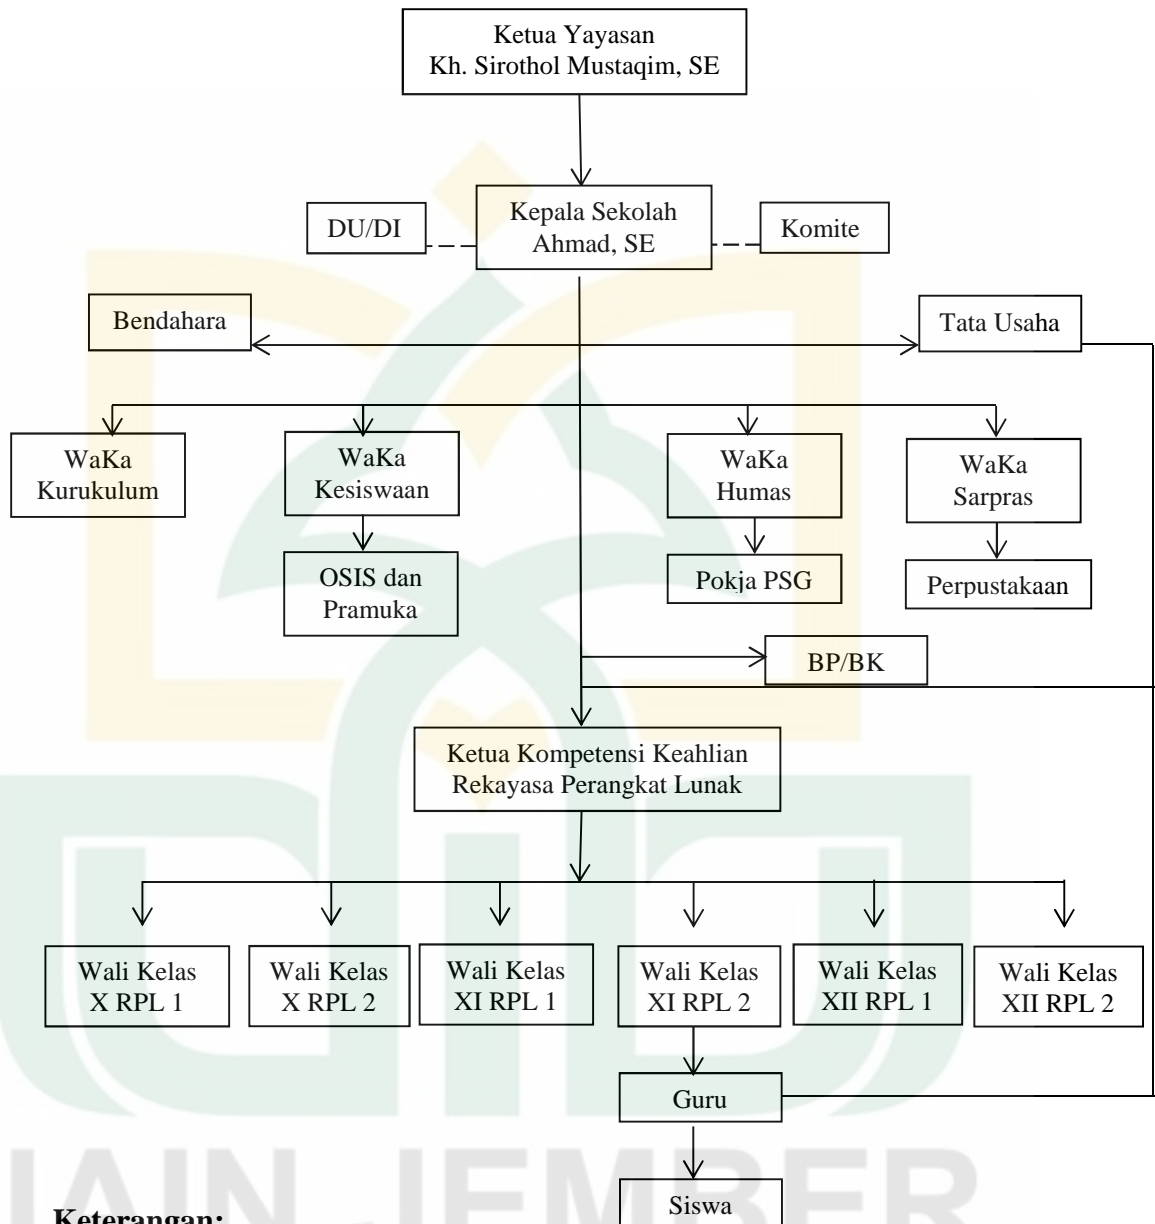 Ketua Yayasan
Kh. Sirothol Mustaqim, SE
DU/DI
Kepala Sekolah
Ahmad, SE
Komite
Bendahara
Tata Usaha
WaKa
Kurukulum
WaKa
Kesiswaan
WaKa
Humas
WaKa
Sarpras
OSIS dan
Pramuka
Pokja PSG
Perpustakaan
BP/BK
Ketua Kompetensi Keahlian
Rekayasa Perangkat Lunak
Wali Kelas
X RPL 1
Wali Kelas
X RPL 2
Wali Kelas
XI RPL 1
Wali Kelas
XI RPL 2
Wali Kelas
XII RPL 1
Wali Kelas
XII RPL 2
Guru
Siswa
IAIN JEMBER
Keterangan: